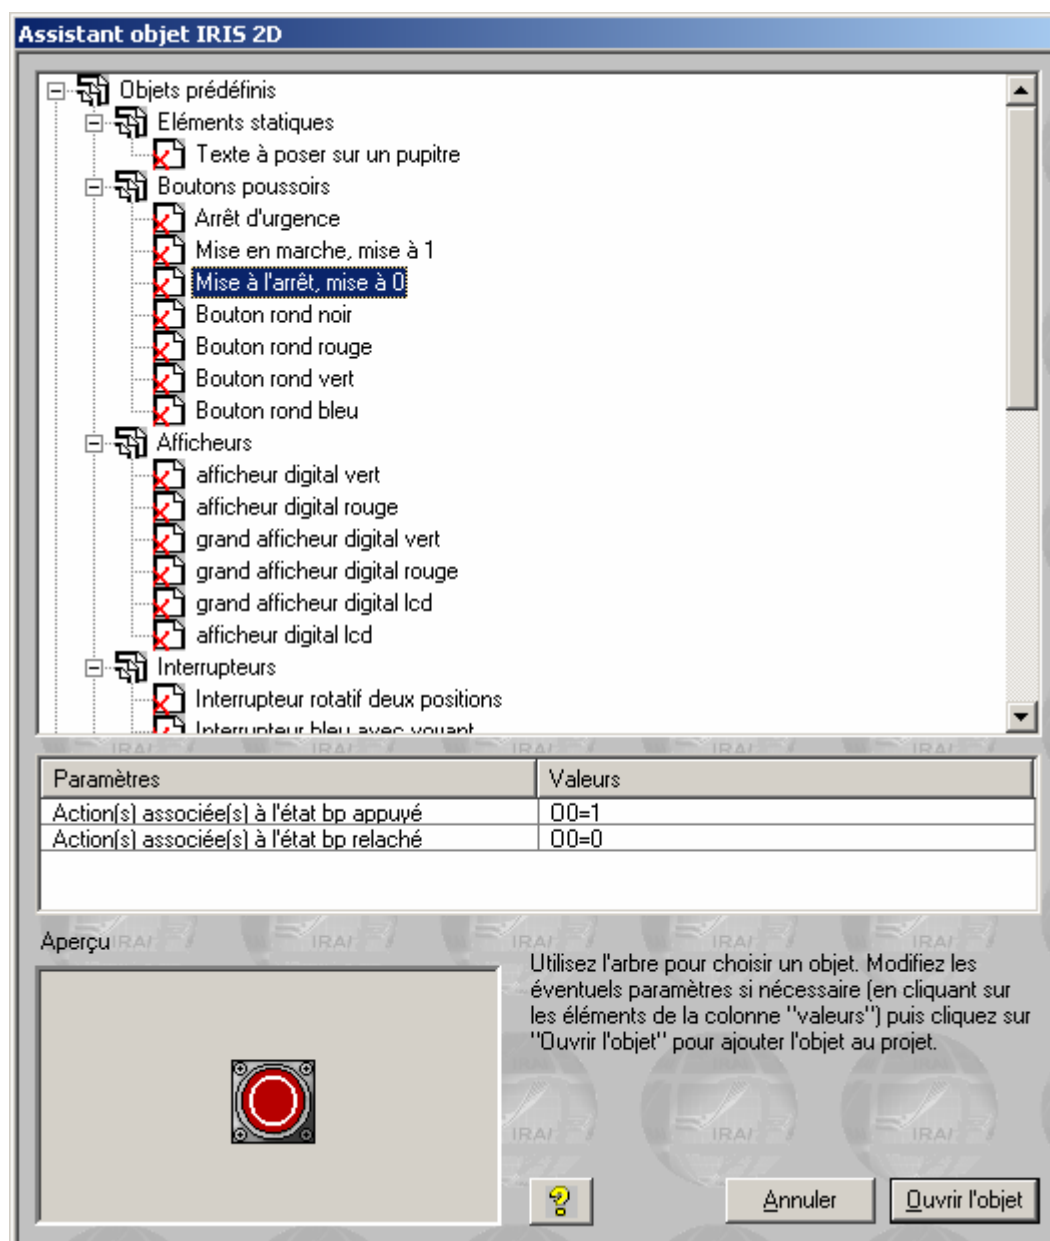 Assistant objet IRIS 2D
Objets prédéfinis
Eléments statiques
Texte à poser sur un pupitre
Boutons poussoirs
Arrêt d'urgence
Mise en marche, mise à 1
Mise à l'arrêt, mise à 0
Bouton rond noir
Bouton rond rouge
Bouton rond vert
Bouton rond bleu
Afficheurs
afficheur digital vert
afficheur digital rouge
grand afficheur digital vert
grand afficheur digital rouge
grand afficheur digital lcd
afficheur digital lcd
Interrupteurs
Interrupteur rotatif deux positions
Interrupteur bleu avec voyant
Paramètres Valeurs
Action(s) associée(s) à l'état bp appuyé O0=1
Action(s) associée(s) à l'état bp relaché O0=0
Aperçu
Utilisez l'arbre pour choisir un objet. Modifiez les
éventuels paramètres si nécessaire (en cliquant sur
les éléments de la colonne "valeurs") puis cliquez sur
"Ouvrir l'objet" pour ajouter l'objet au projet.
IRAI
? Annuler Ouvrir l'objet